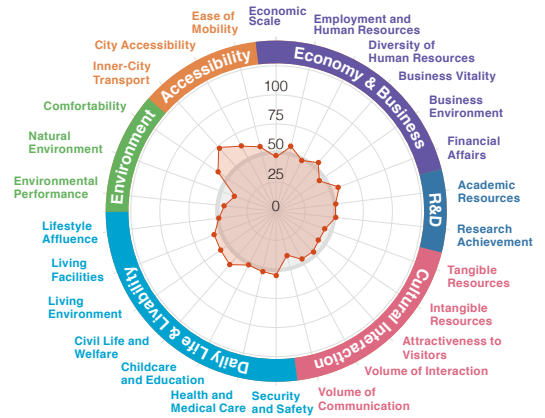 Economic
Scale
Employment and
Human Resources
Diversity of
Human Resources
Business Vitality
Business
Environment
Financial
Affairs
Academic
Resources
Research
Achievement
Tangible
Resources
Intangible
Resources
Attractiveness to
Visitors
Volume of Interaction
Volume of
Communication
Security
and Safety
Health and
Medical Care
Childcare
and Education
Civil Life and
Welfare
Living
Environment
Living
Facilities
Lifestyle
Affluence
Environmental
Performance
Natural
Environment
Comfortability
Inner-City
Transport
City Accessibility
Ease of
Mobility
Economy & Business
R&D
Cultural Interaction
Daily Life & Livability
Environment
Accessibility
100
75
50
25
0